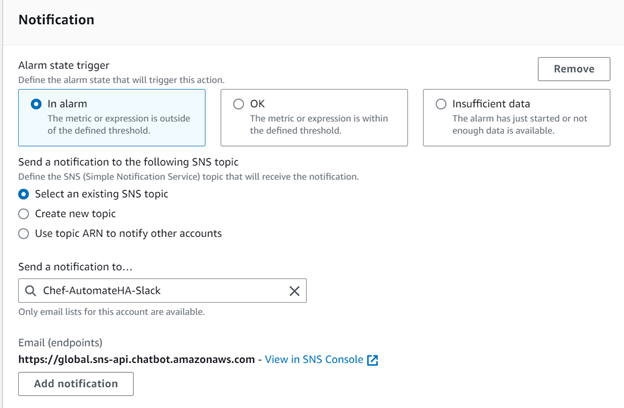 Notification
Alarm state trigger
Remove
Define the alarm state that will trigger this action.
In alarm
The metric or expression is outside
of the defined threshold.
OK
The metric or expression is within
the defined threshold.
Insufficient data
The alarm has just started or not
enough data is available.
Send a notification to the following SNS topic
Define the SNS (Simple Notification Service) topic that will receive the notification.
Select an existing SNS topic
Create new topic
Use topic ARN to notify other accounts
Send a notification to…
Chef-AutomateHA-Slack
Only email lists for this account are available.
Email (endpoints)
https://global.sns-api.chatbot.amazonaws.com - View in SNS Console
Add notification